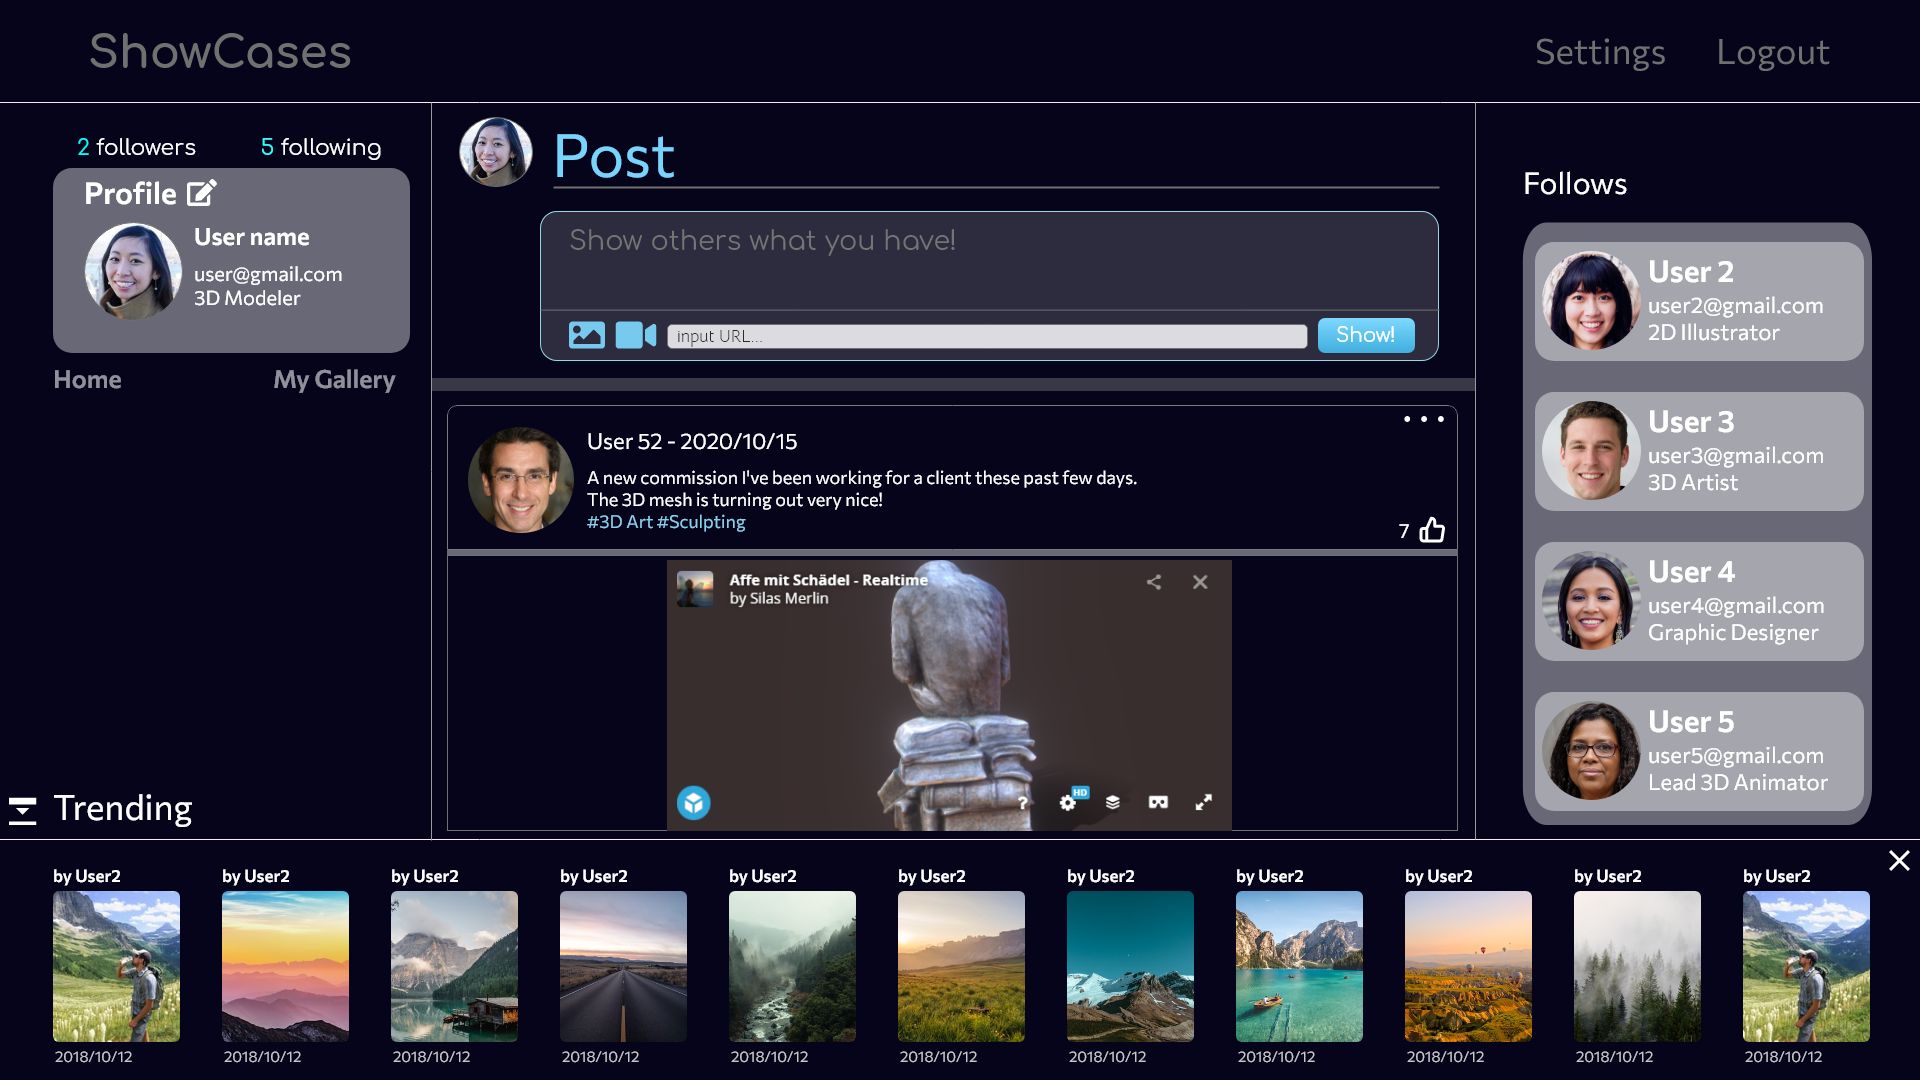 ShowCases
Settings
Logout
2 followers
5 following
Profile
User name
user@gmail.com
3D Modeler
Home
My Gallery
Post
Show others what you have!
input URL...
Show!
User 52 - 2020/10/15
A new commission I've been working for a client these past few days.
The 3D mesh is turning out very nice!
#3D Art #Sculpting
7
Affe mit Schädel - Realtime
by Silas Merlin
?
HD
Follows
User 2
user2@gmail.com
2D Illustrator
User 3
user3@gmail.com
3D Artist
User 4
user4@gmail.com
Graphic Designer
User 5
user5@gmail.com
Lead 3D Animator
Trending
by User2
2018/10/12
by User2
2018/10/12
by User2
2018/10/12
by User2
2018/10/12
by User2
2018/10/12
by User2
2018/10/12
by User2
2018/10/12
by User2
2018/10/12
by User2
2018/10/12
by User2
2018/10/12
by User2
2018/10/12